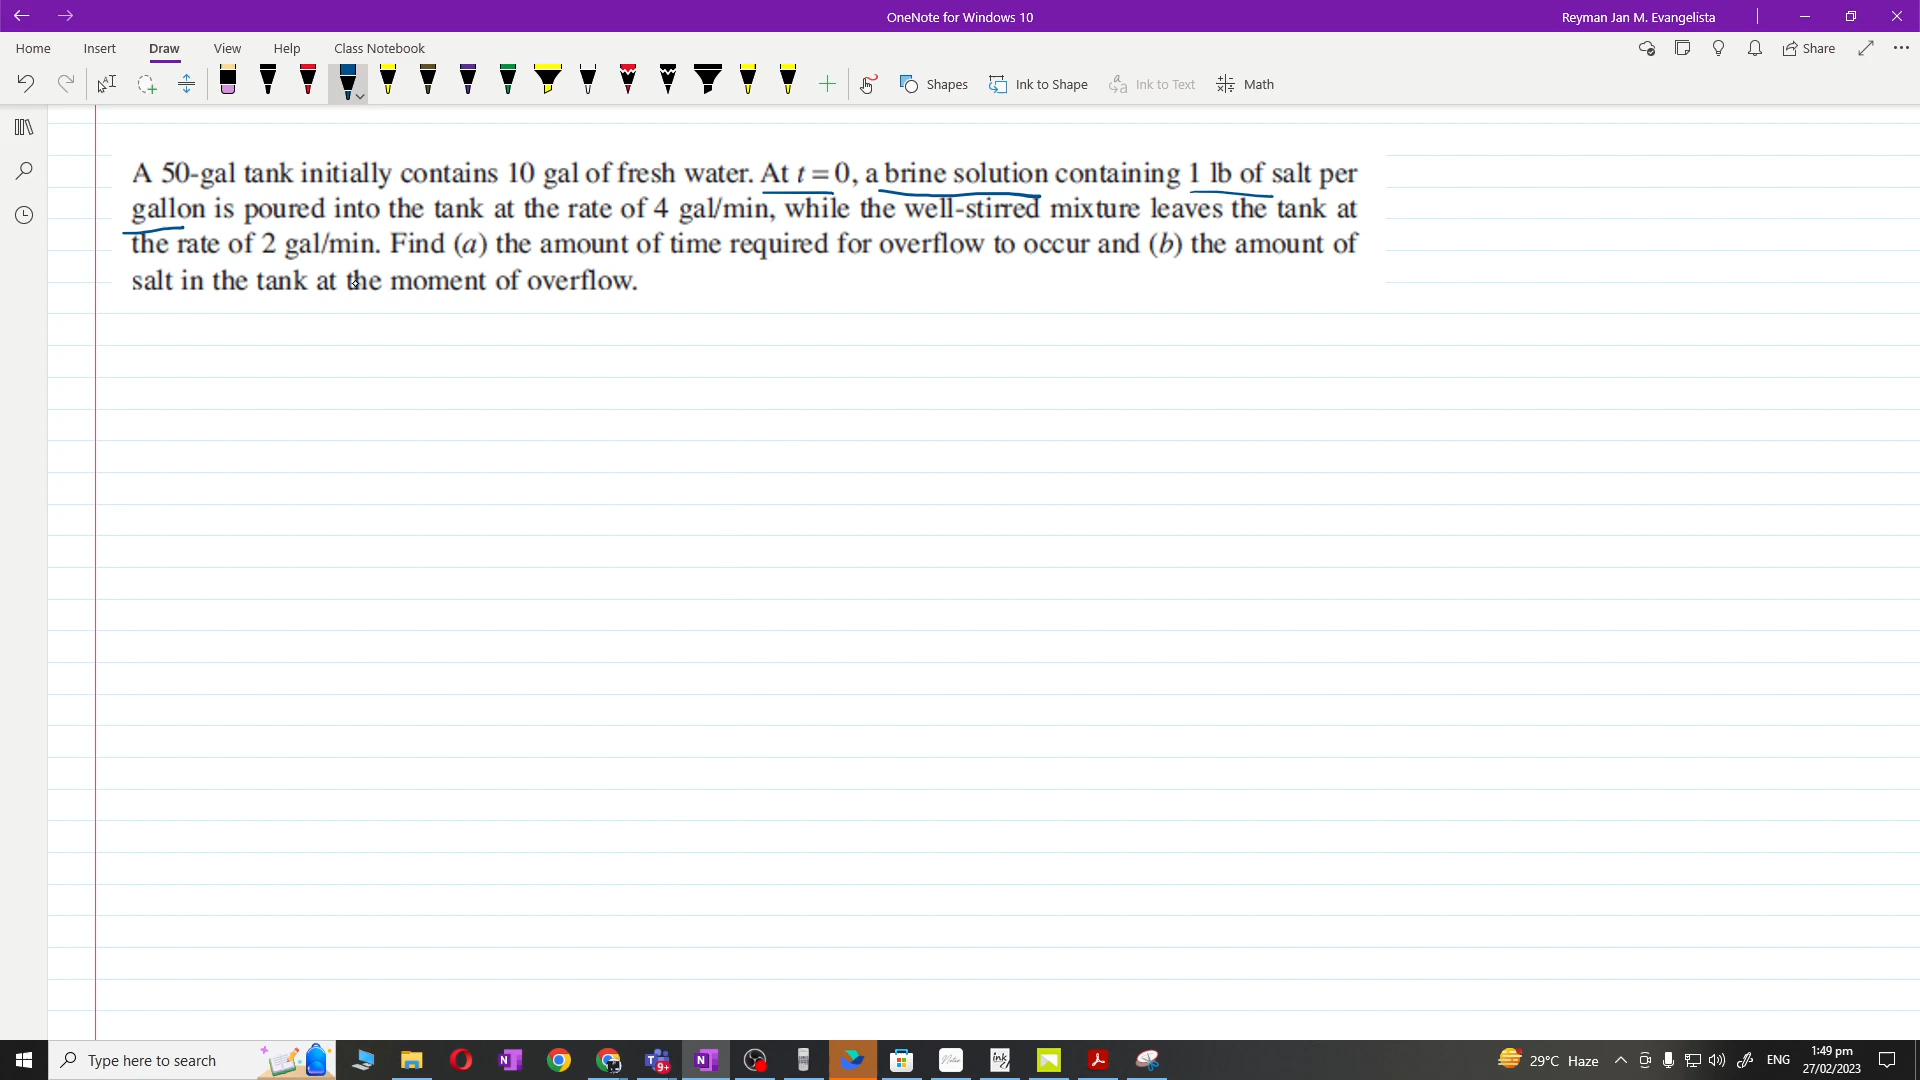 OneNote for Windows 10
Reyman Jan M. Evangelista
Home Insert Draw View Help Class Notebook
Share
Shapes Ink to Shape Ink to Text Math
A 50-gal tank initially contains 10 gal of fresh water. At t = 0, a brine solution containing 1 lb of salt per
gallon is poured into the tank at the rate of 4 gal/min, while the well-stirred mixture leaves the tank at
the rate of 2 gal/min. Find (a) the amount of time required for overflow to occur and (b) the amount of
salt in the tank at the moment of overflow.
Type here to search
9+
29°C Haze
ENG
1:49 pm
27/02/2023